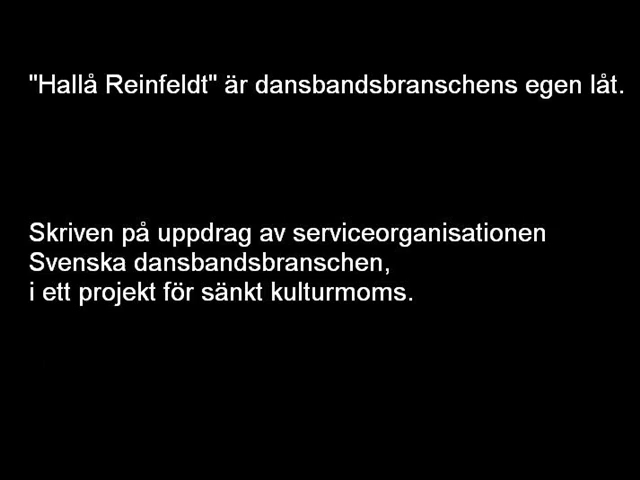 "Hallå Reinfeldt" är dansbandsbranschens egen låt.
Skriven på uppdrag av serviceorganisationen
Svenska dansbandsbranschen,
i ett projekt för sänkt kulturmoms.